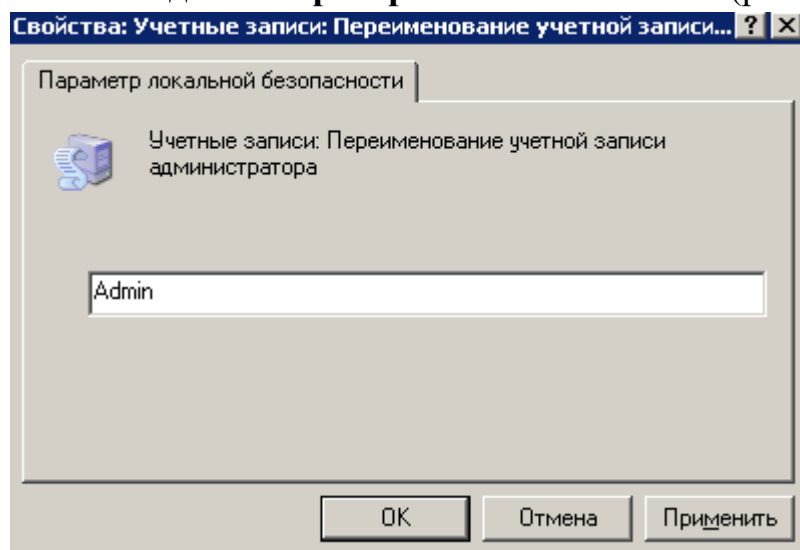 Свойства: Учетные записи: Переименование учетной записи...
Параметр локальной безопасности
Учетные записи: Переименование учетной записи
администратора
Admin
OK Отмена Применить